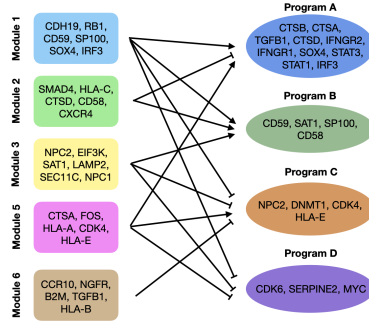 Module 1
CDH19, RB1,
CD59, SP100,
SOX4, IRF3
Module 2
SMAD4, HLA-C,
CTSD, CD58,
CXCR4
Module 3
NPC2, EIF3K,
SAT1, LAMP2,
SEC11C, NPC1
Module 5
CTSA, FOS,
HLA-A, CDK4,
HLA-E
Module 6
CCR10, NGFR,
B2M, TGFB1,
HLA-B
Program A
CTSB, CTSA,
TGFB1, CTSD, IFNGR2,
IFNGR1, SOX4, STAT3,
STAT1, IRF3
Program B
CD59, SAT1, SP100,
CD58
Program C
NPC2, DNMT1, CDK4,
HLA-E
Program D
CDK6, SERPINE2, MYC